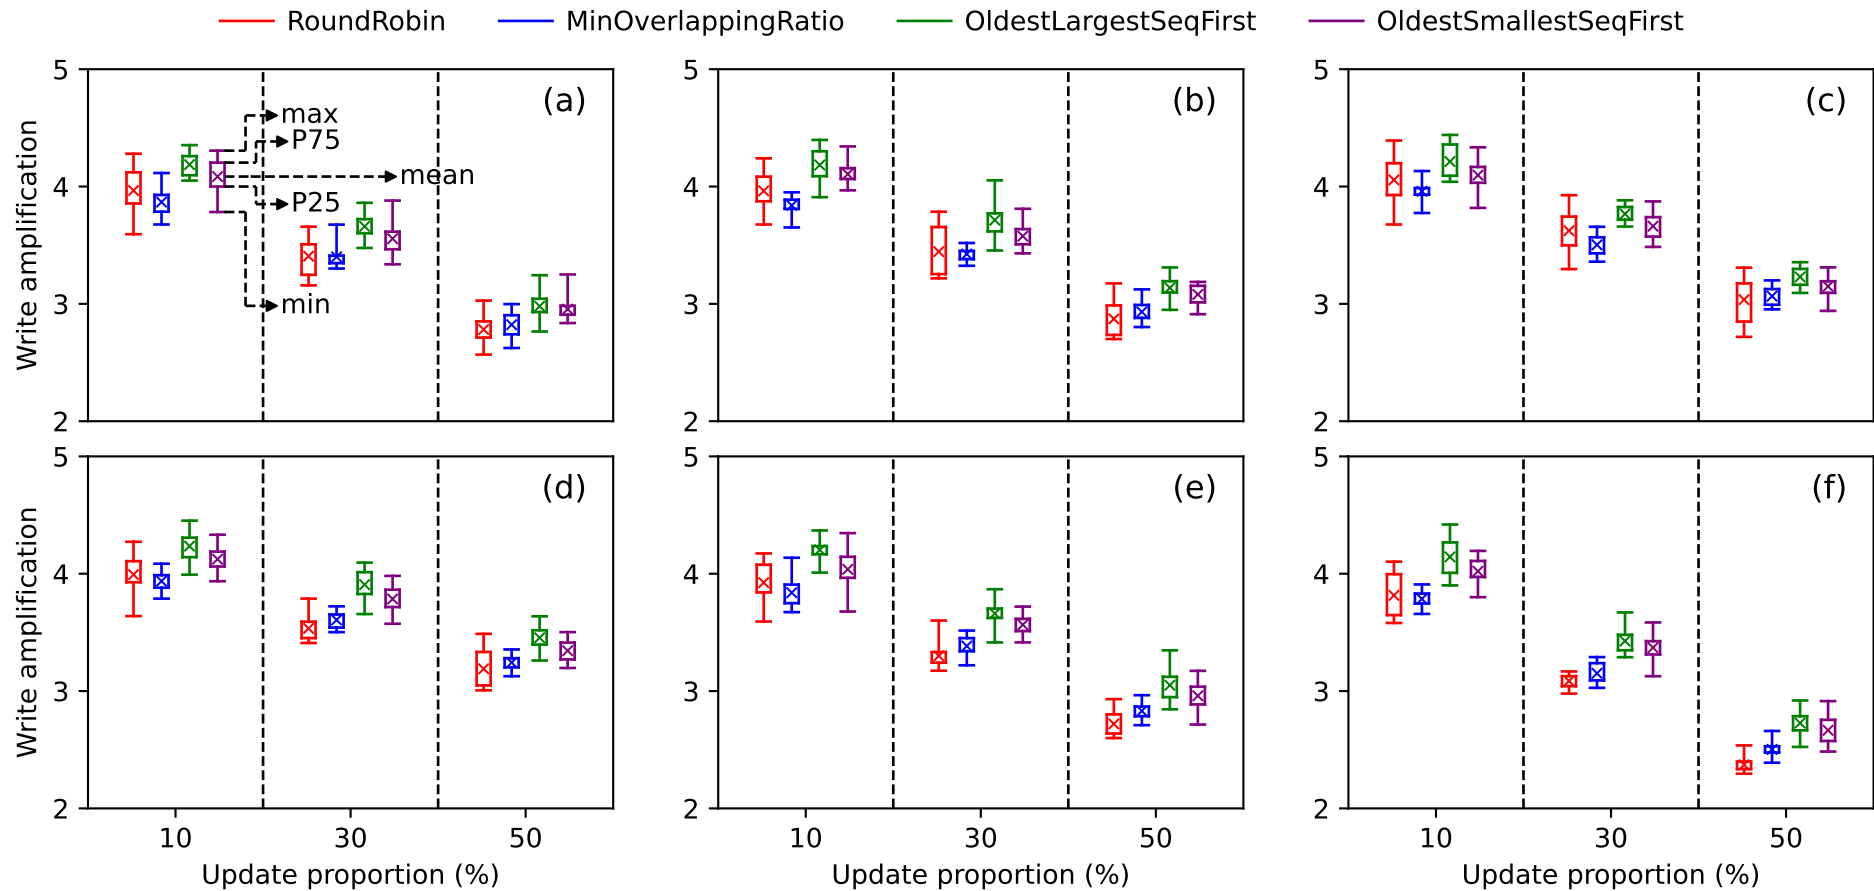 RoundRobin MinOverlappingRatio OldestLargestSeqFirst OldestSmallestSeqFirst
Write amplification
5
4
3
2
(a)
max
P75
mean
P25
min
5
4
3
2
(b)
5
4
3
2
(c)
Write amplification
5
4
3
2
(d)
10 30 50
Update proportion (%)
5
4
3
2
(e)
10 30 50
Update proportion (%)
5
4
3
2
(f)
10 30 50
Update proportion (%)